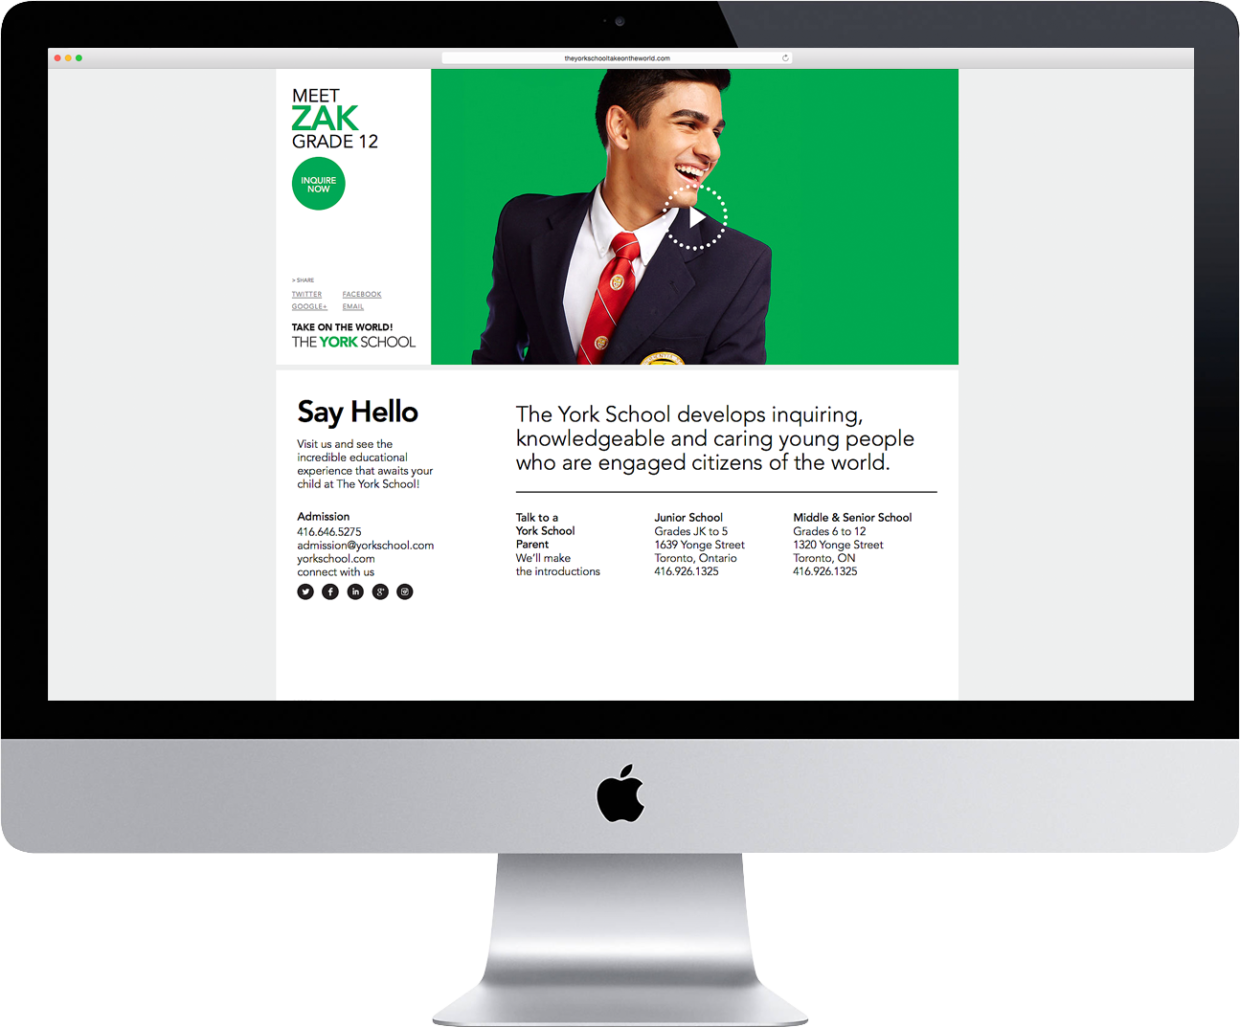 theyorkschooltakeontheworld.com
MEET
ZAK
GRADE 12
INQUIRE
NOW
> SHARE
TWITTER FACEBOOK
GOOGLE+ EMAIL
TAKE ON THE WORLD!
THE YORK SCHOOL
Say Hello
Visit us and see the
incredible educational
experience that awaits your
child at The York School!
Admission
416.646.5275
admission@yorkschool.com
yorkschool.com
connect with us
The York School develops inquiring,
knowledgeable and caring young people
who are engaged citizens of the world.
Talk to a
York School
Parent
We'll make
the introductions
Junior School
Grades JK to 5
1639 Yonge Street
Toronto, Ontario
416.926.1325
Middle & Senior School
Grades 6 to 12
1320 Yonge Street
Toronto, ON
416.926.1325